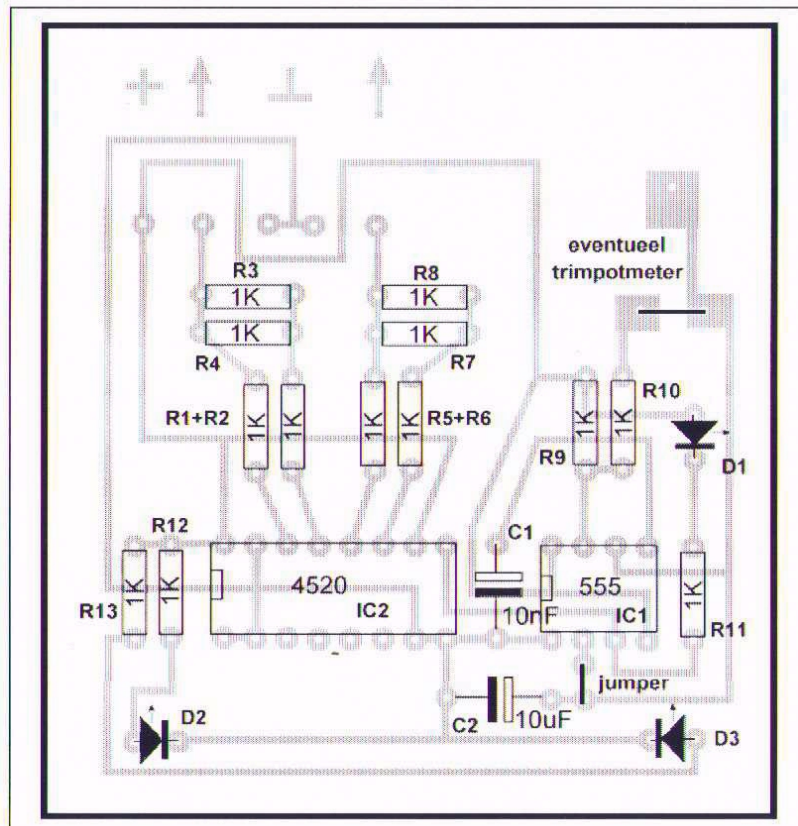 eventueel
trimpotmeter
R3
R8
1K
1K
1K
1K
R4
R7
R1+R2
1K
1K
1K
1K
R5+R6
1K
1K
R10
R9
D1
C1
R12
R13
1K
1K
4520
IC2
10nF
555
IC1
1K
R11
jumper
C2
10uF
D2
D3